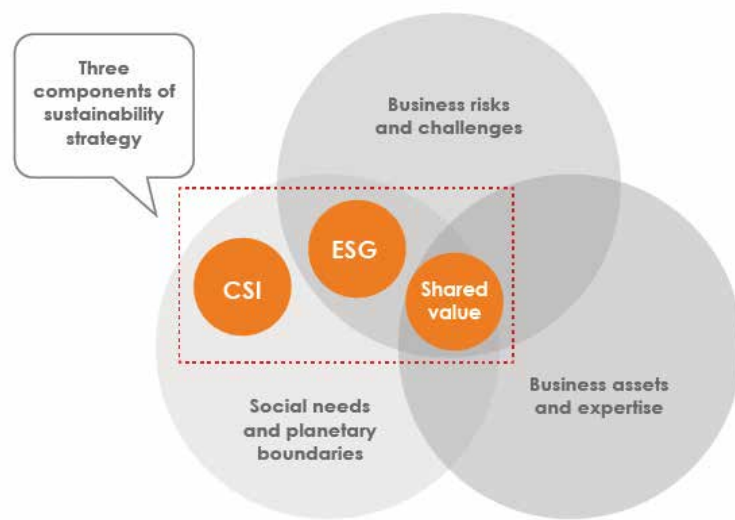 Three
components of
sustainability
strategy
Business risks
and challenges
ESG
CSI
Shared
value
Business assets
and expertise
Social needs
and planetary
boundaries